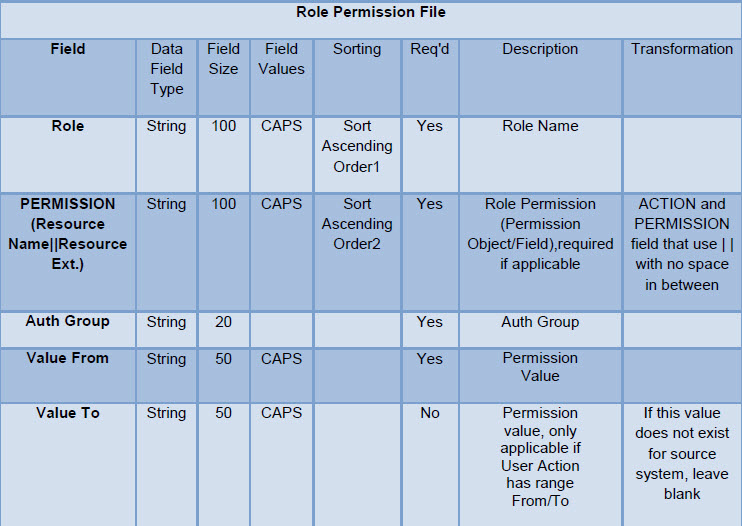 Role Permission File
Field Data Field Type Field Size Field Values Sorting Req'd Description Transformation
Role String 100 CAPS Sort Ascending Order1 Yes Role Name
PERMISSION (Resource Name||Resource Ext.) String 100 CAPS Sort Ascending Order2 Yes Role Permission (Permission Object/Field),required if applicable ACTION and PERMISSION field that use | | with no space in between
Auth Group String 20 Yes Auth Group
Value From String 50 CAPS Yes Permission Value
Value To String 50 CAPS No Permission value, only applicable if User Action has range From/To If this value does not exist for source system, leave blank